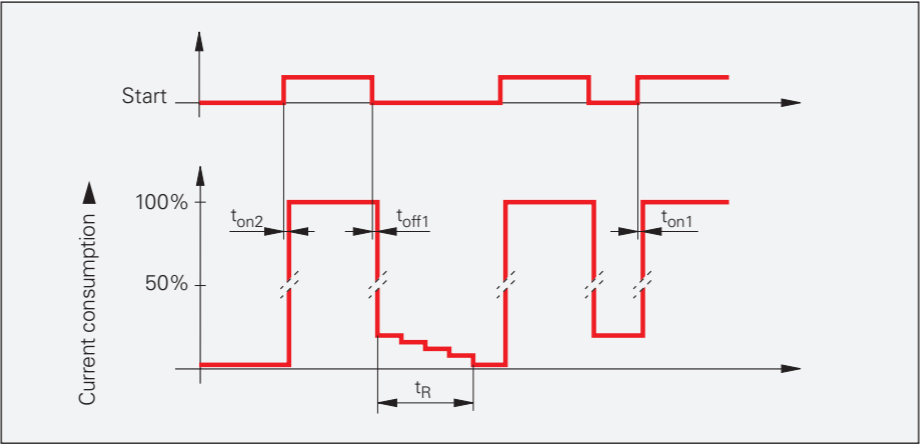 Start
100%
t_on2
t_off1
t_on1
50%
Current consumption
t_R